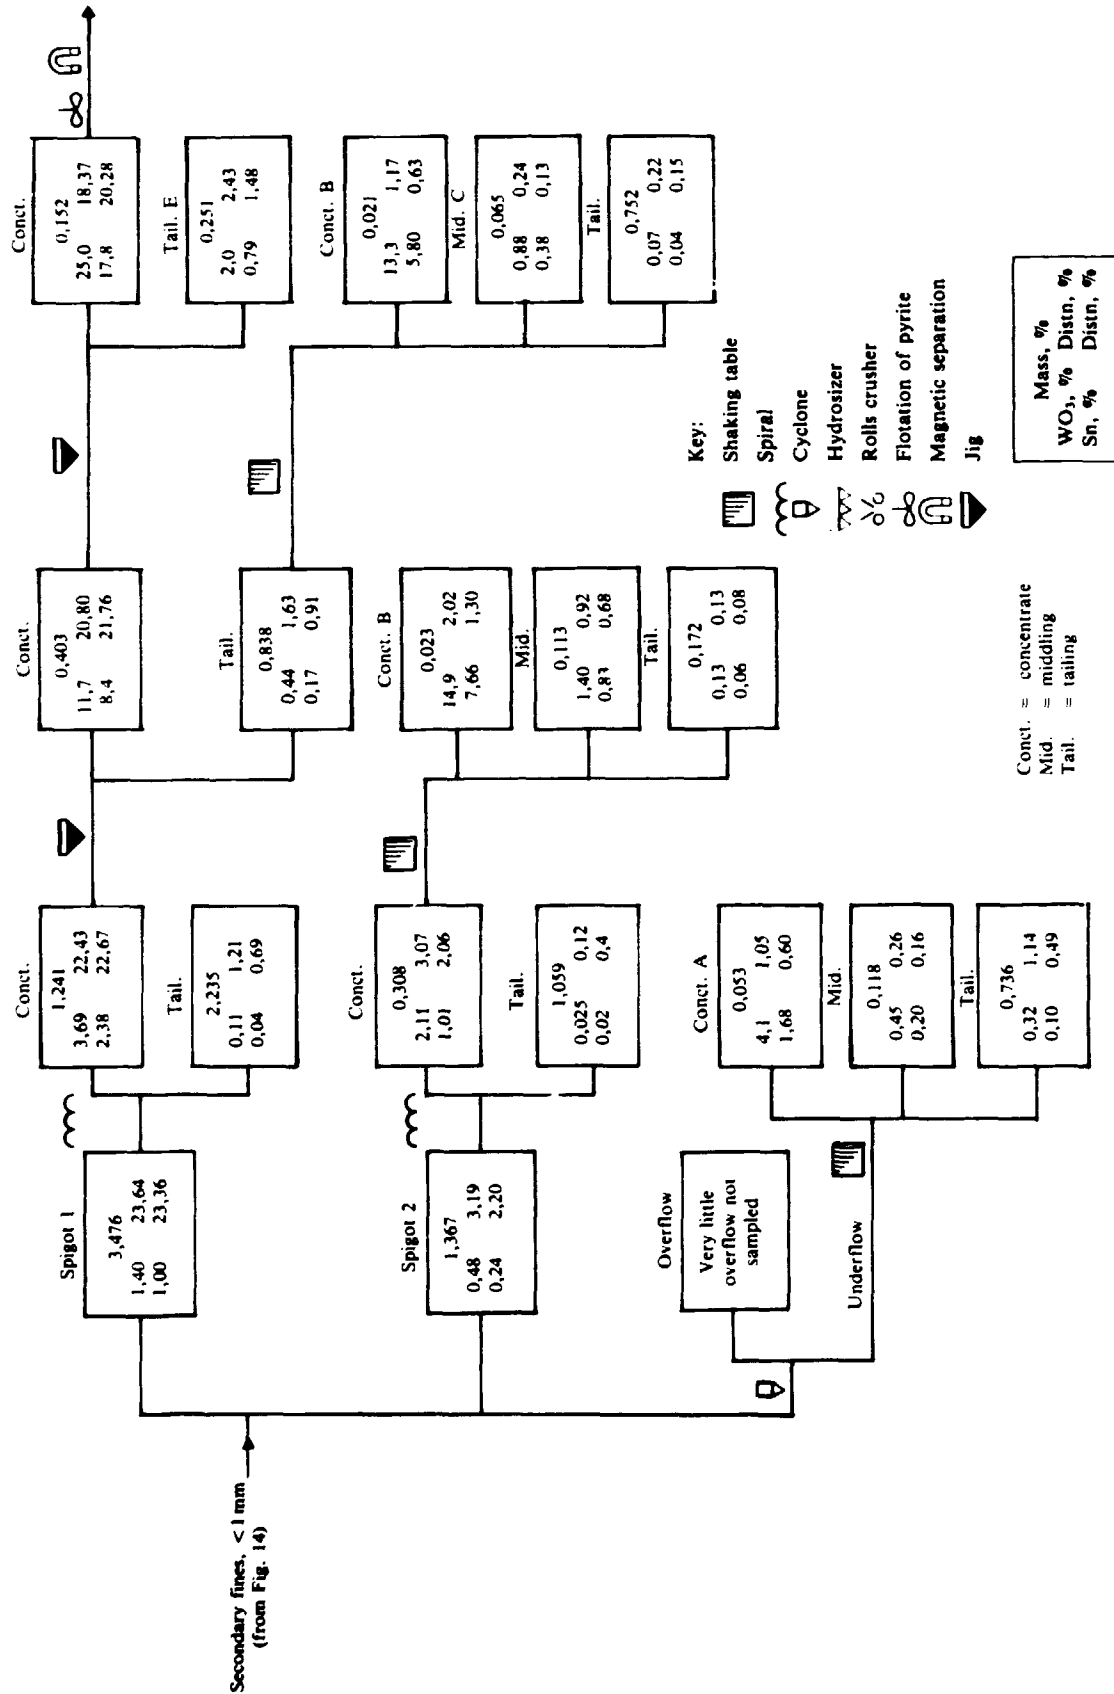 Secondary fines, <1 mm
(from Fig. 14)
Spigot 1
3,476
1,40 23,64
1,00 23,36
Conct.
1,241
3,69 22,43
2,38 22,67
Tail.
2,235
0,11 1,21
0,04 0,69
Conct.
0,403
11,7 20,80
8,4 21,76
Tail.
0,838
0,44 1,63
0,17 0,91
Conct.
0,152
25,0 18,37
17,8 20,28
Tail. E
0,251
2,0 2,43
0,79 1,48
Conct. B
0,021
13,3 1,17
5,80 0,63
Mid. C
0,065
0,88 0,24
0,38 0,13
Tail.
0,752
0,07 0,22
0,04 0,15
Spigot 2
1,367
0,48 3,19
0,24 2,20
Conct.
0,308
2,11 3,07
1,01 2,06
Tail.
1,059
0,025 0,12
0,02 0,4
Conct. B
0,023
14,9 2,02
7,66 1,30
Mid.
0,113
1,40 0,92
0,83 0,68
Tail.
0,172
0,13 0,13
0,06 0,08
Overflow
Very little
overflow not
sampled
Underflow
Conct. A
0,053
4,1 1,05
1,68 0,60
Mid.
0,118
0,45 0,26
0,20 0,16
Tail.
0,736
0,32 1,14
0,10 0,49
Key:
Shaking table
Spiral
Cyclone
Hydrosizer
Rolls crusher
Flotation of pyrite
Magnetic separation
Jig
Conct. = concentrate
Mid. = middling
Tail. = tailing
Mass, %
WO₃, % Distn, %
Sn, % Distn, %